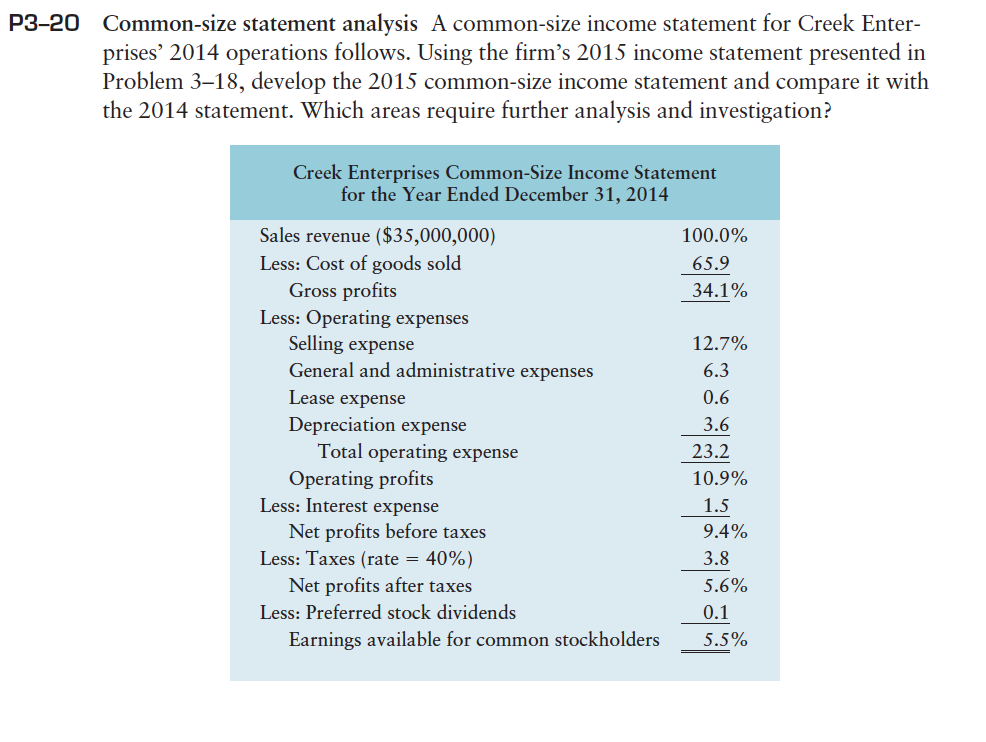 P3–20 Common-size statement analysis A common-size income statement for Creek Enter-
prises’ 2014 operations follows. Using the firm’s 2015 income statement presented in
Problem 3–18, develop the 2015 common-size income statement and compare it with
the 2014 statement. Which areas require further analysis and investigation?
Creek Enterprises Common-Size Income Statement
for the Year Ended December 31, 2014
Sales revenue ($35,000,000) 100.0%
Less: Cost of goods sold 65.9
Gross profits 34.1%
Less: Operating expenses
Selling expense 12.7%
General and administrative expenses 6.3
Lease expense 0.6
Depreciation expense 3.6
Total operating expense 23.2
Operating profits 10.9%
Less: Interest expense 1.5
Net profits before taxes 9.4%
Less: Taxes (rate = 40%) 3.8
Net profits after taxes 5.6%
Less: Preferred stock dividends 0.1
Earnings available for common stockholders 5.5%